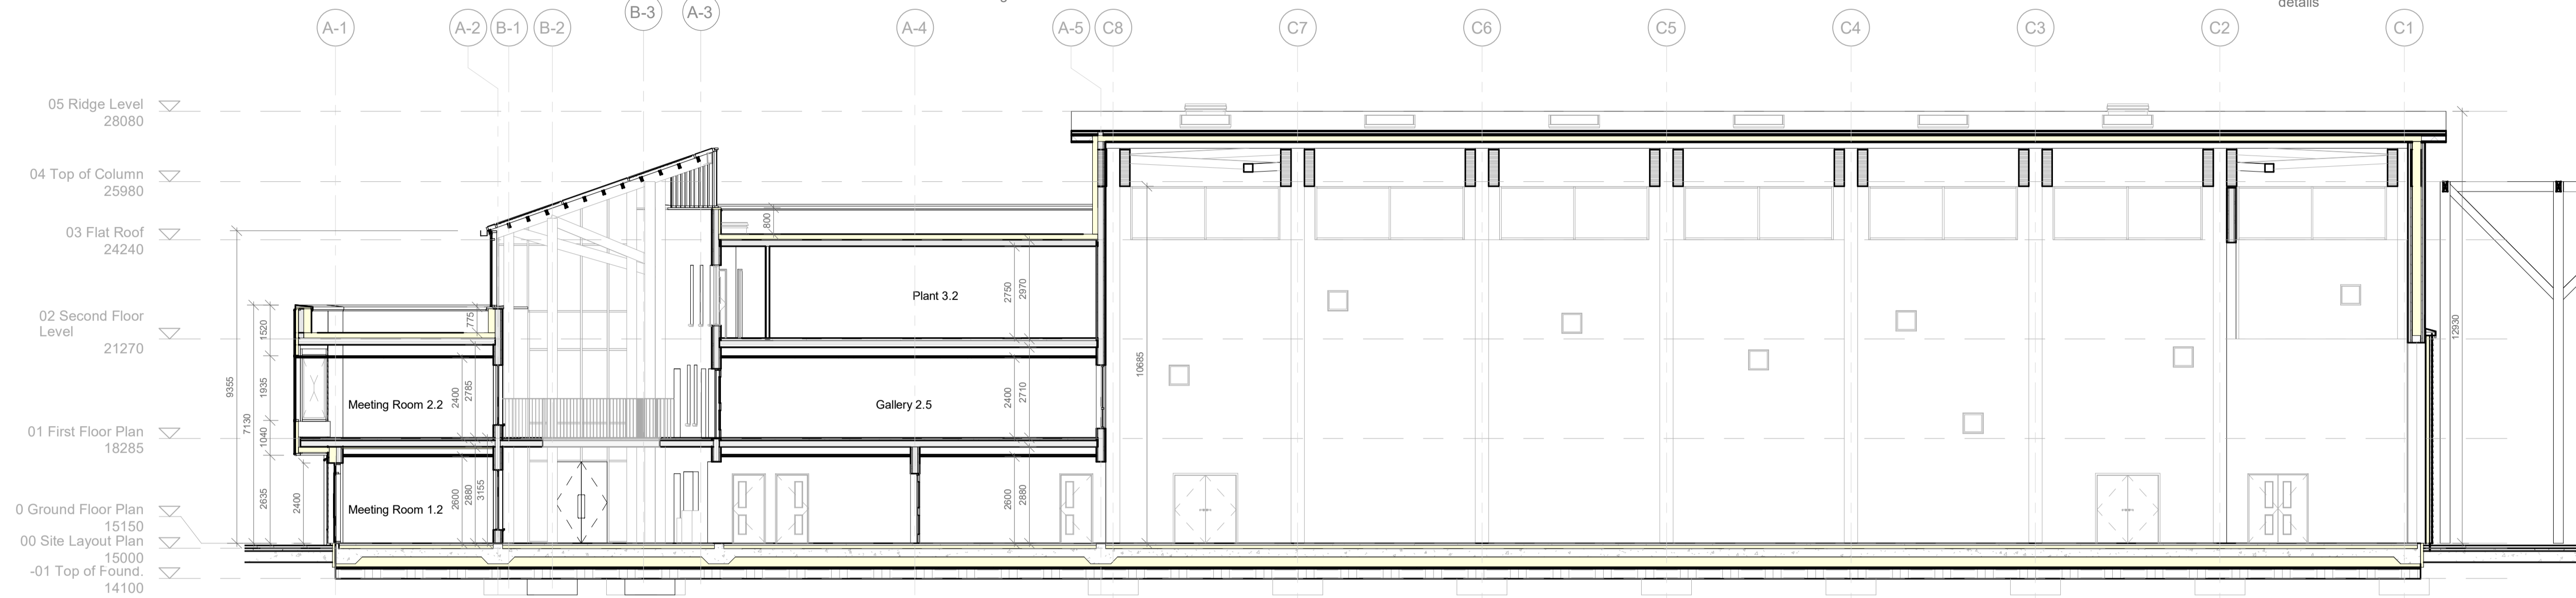 details
A-1
A-2
B-1
B-2
B-3
A-3
A-4
A-5
C8
C7
C6
C5
C4
C3
C2
C1
05 Ridge Level
28080
04 Top of Column
25980
03 Flat Roof
24240
02 Second Floor
Level
21270
01 First Floor Plan
18285
0 Ground Floor Plan
15150
00 Site Layout Plan
15000
-01 Top of Found.
14100
9355
7130
1520
1935
1040
2635
2400
775
Meeting Room 2.2
2400
2785
Meeting Room 1.2
2600
2880
3155
800
Plant 3.2
2750
2970
Gallery 2.5
2400
2710
2600
2880
10685
12930